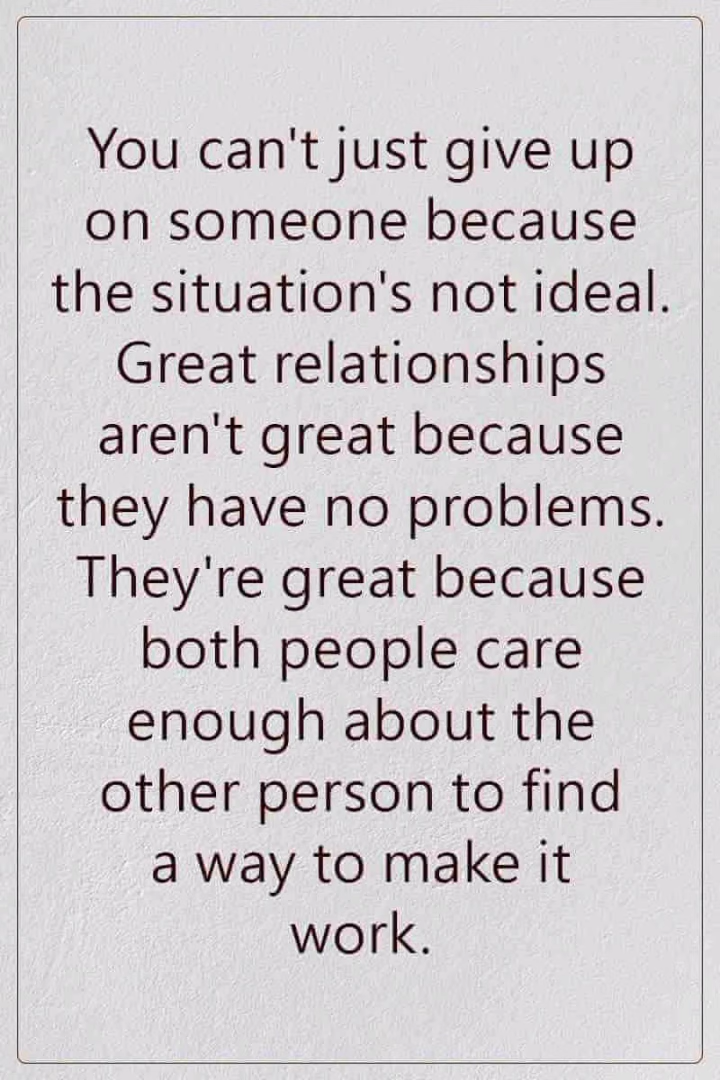 You can't just give up
on someone because
the situation's not ideal.
Great relationships
aren't great because
they have no problems.
They're great because
both people care
enough about the
other person to find
a way to make it
work.